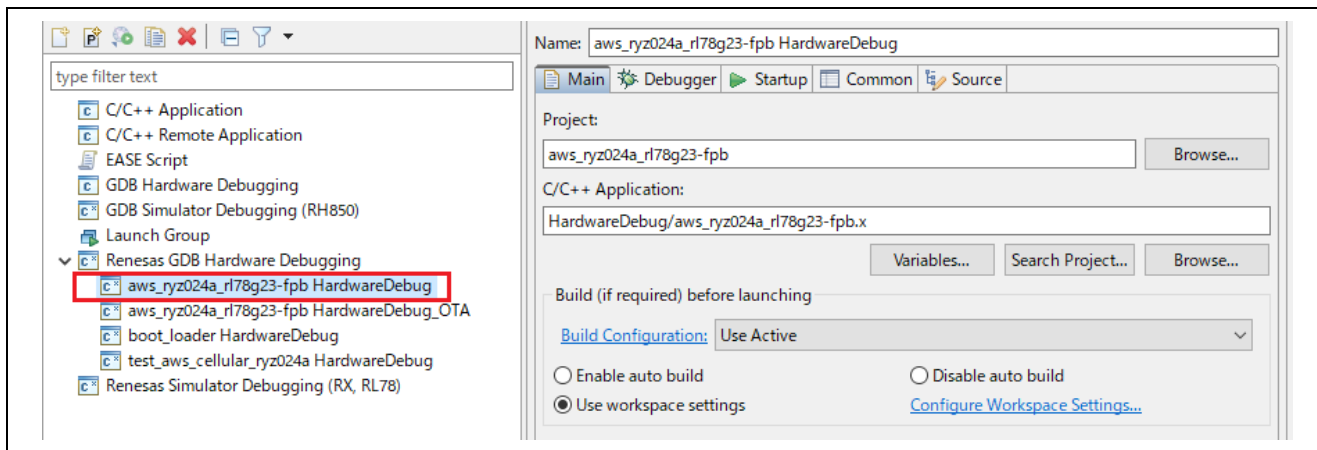 type filter text
C/C++ Application
C/C++ Remote Application
EASE Script
GDB Hardware Debugging
GDB Simulator Debugging (RH850)
Launch Group
Renesas GDB Hardware Debugging
aws_ryz024a_rl78g23-fpb HardwareDebug
aws_ryz024a_rl78g23-fpb HardwareDebug_OTA
boot_loader HardwareDebug
test_aws_cellular_ryz024a HardwareDebug
Renesas Simulator Debugging (RX, RL78)
Name: aws_ryz024a_rl78g23-fpb HardwareDebug
Main Debugger Startup Common Source
Project:
aws_ryz024a_rl78g23-fpb Browse...
C/C++ Application:
HardwareDebug/aws_ryz024a_rl78g23-fpb.x
Variables... Search Project... Browse...
Build (if required) before launching
Build Configuration: Use Active
Enable auto build Disable auto build
Use workspace settings Configure Workspace Settings...